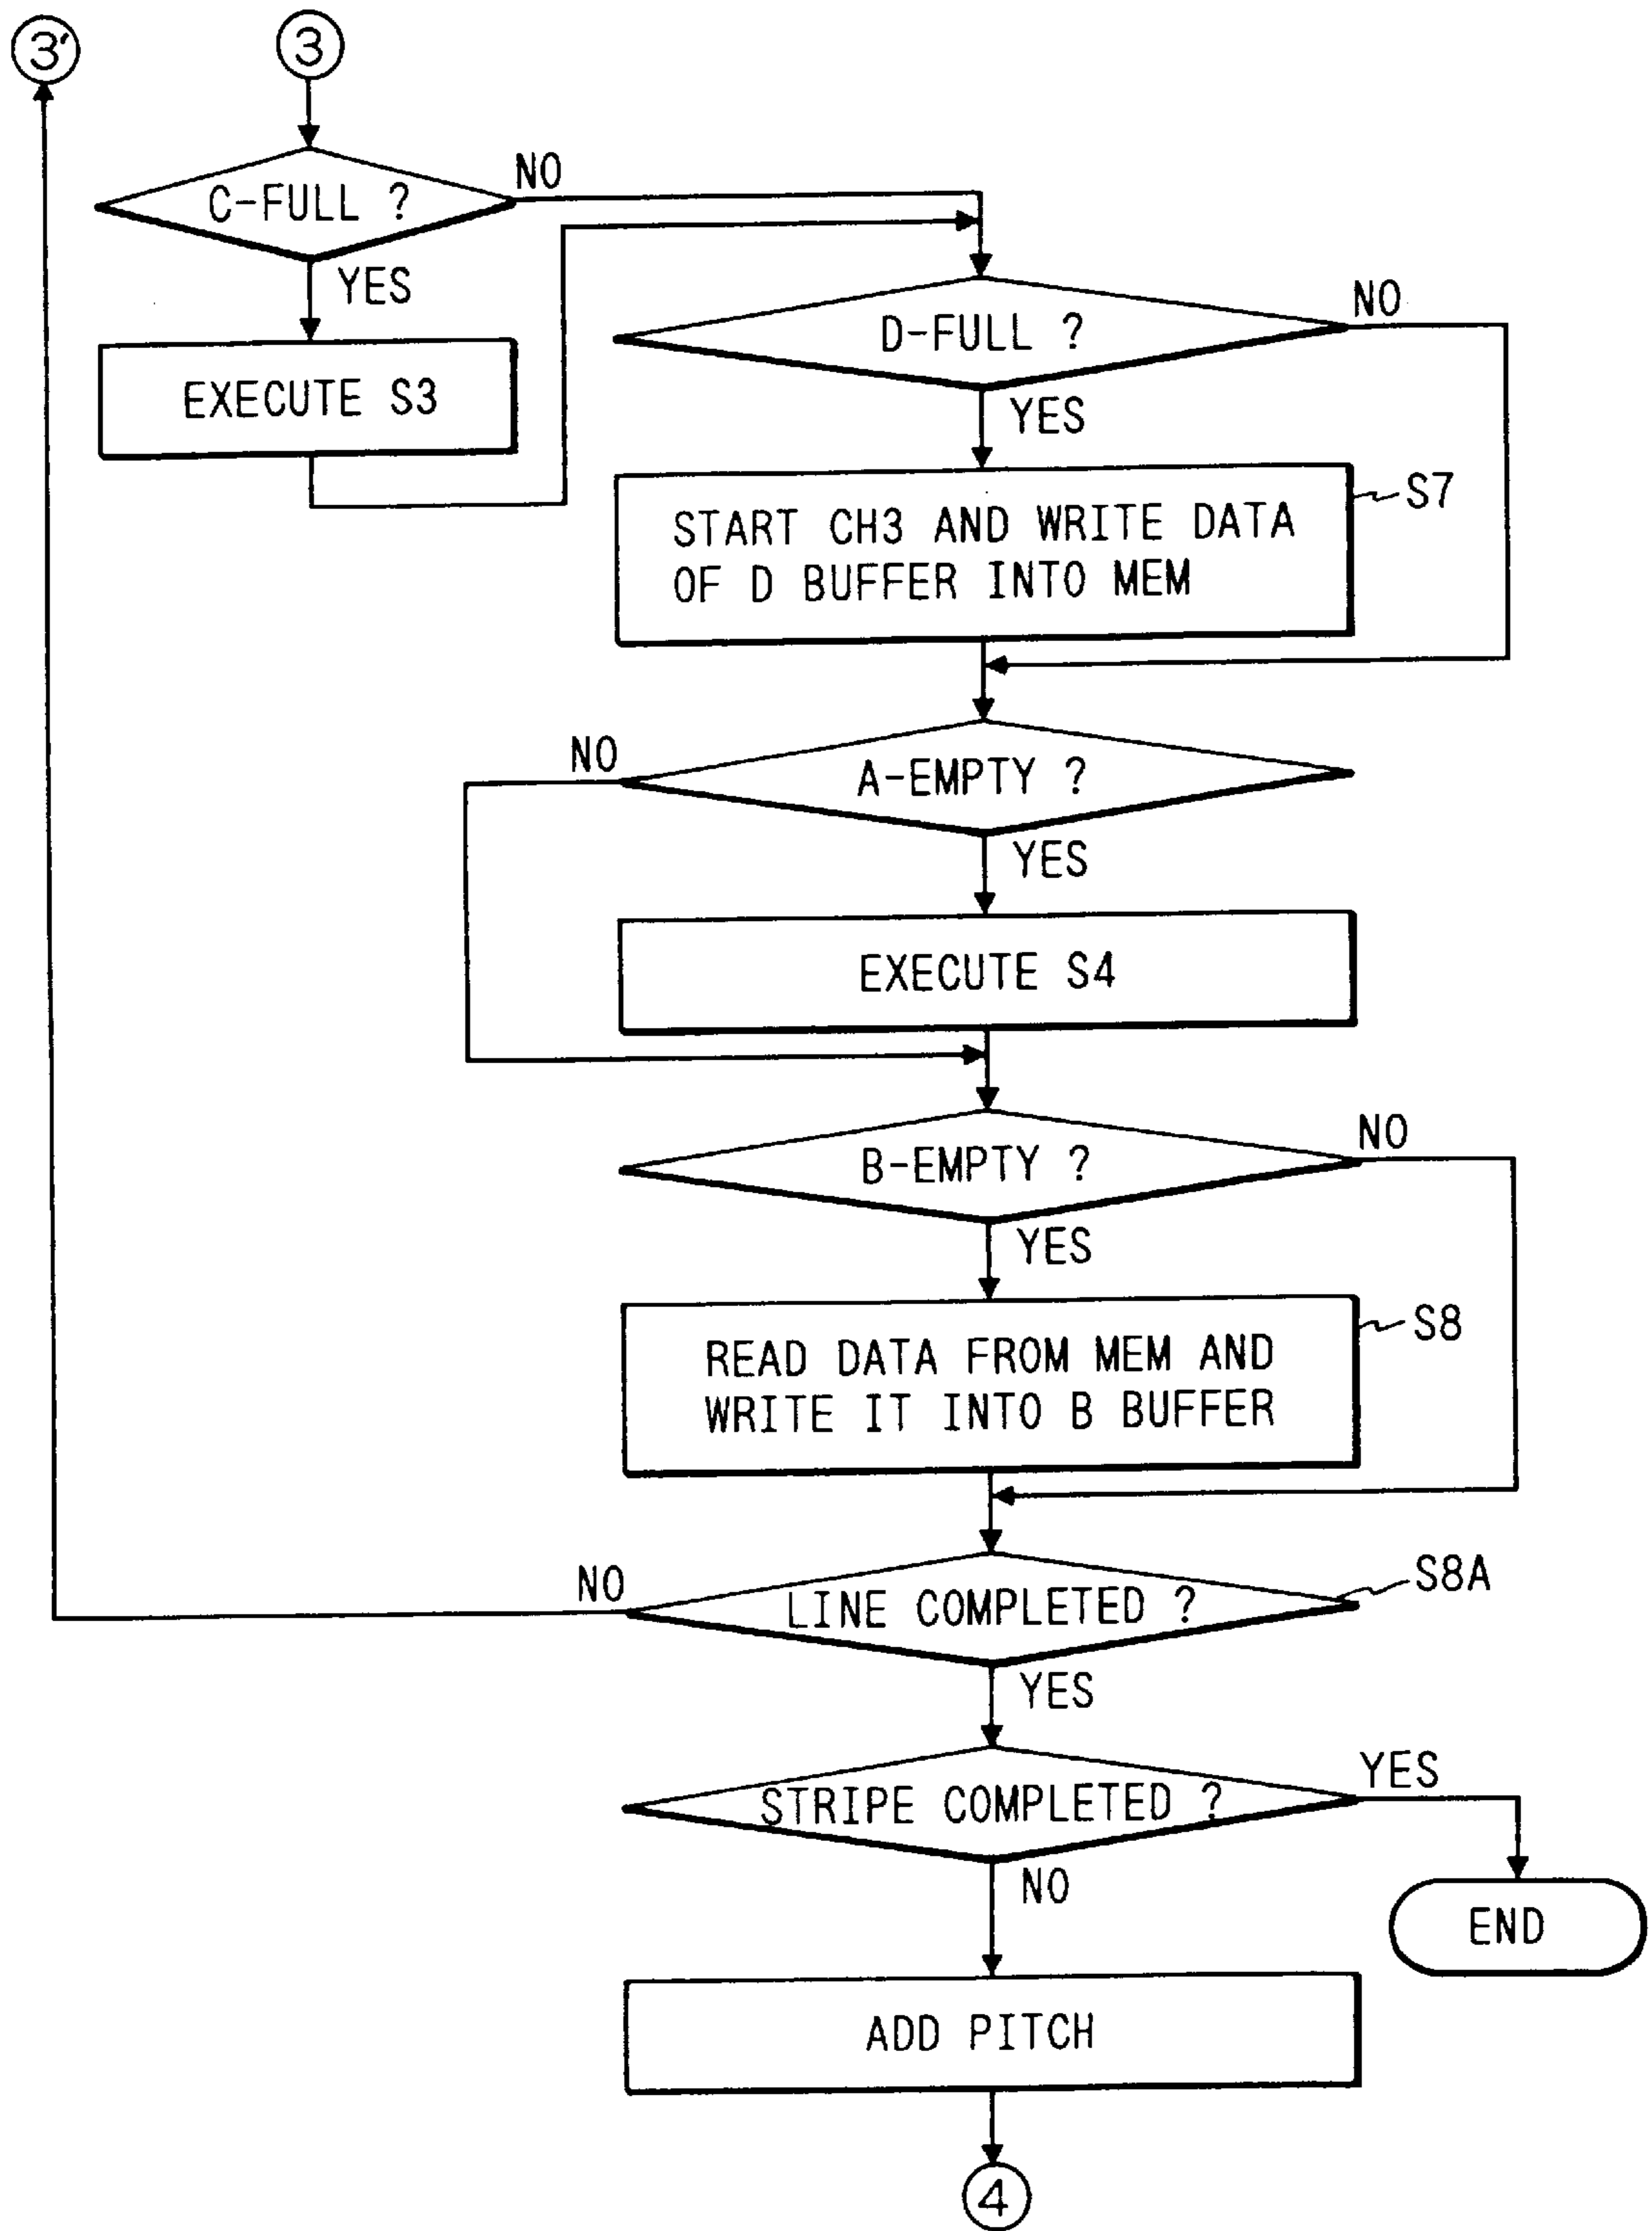 3'
3
C-FULL ?
NO
YES
EXECUTE S3
D-FULL ?
NO
YES
S7
START CH3 AND WRITE DATA
OF D BUFFER INTO MEM
A-EMPTY ?
NO
YES
EXECUTE S4
B-EMPTY ?
NO
YES
S8
READ DATA FROM MEM AND
WRITE IT INTO B BUFFER
S8A
NO
LINE COMPLETED ?
YES
STRIPE COMPLETED ?
YES
NO
END
ADD PITCH
4